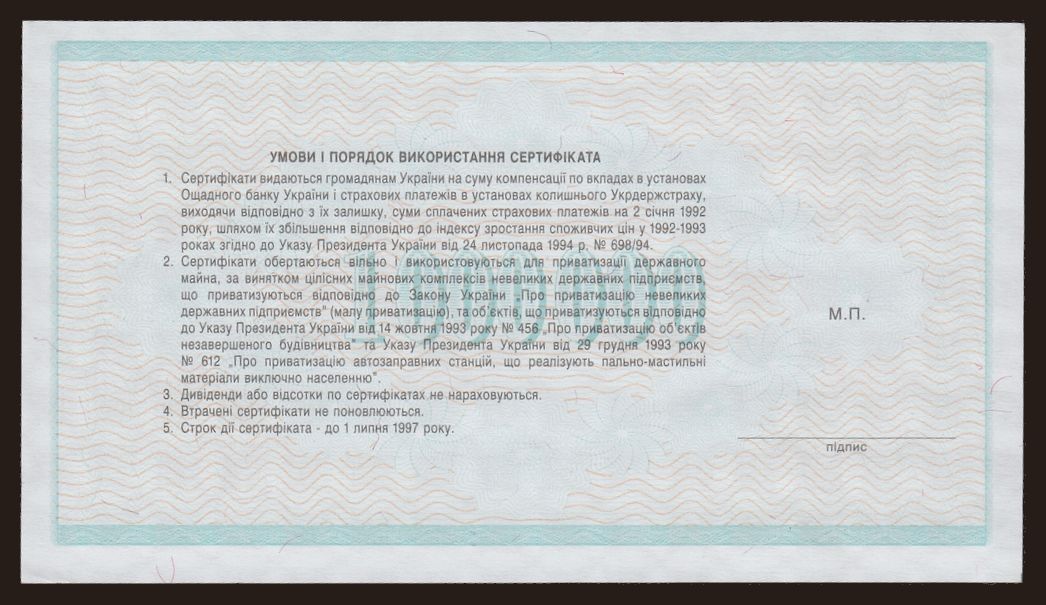 УМОВИ І ПОРЯДОК ВИКОРИСТАННЯ СЕРТИФІКАТА
1. Сертифікати видаються громадянам України на суму компенсації по вкладах в установах
Ощадного банку України і страхових платежів в установах колишнього Укрдержстраху,
виходячи відповідно з їх залишку, суми сплачених страхових платежів на 2 січня 1992
року, шляхом їх збільшення відповідно до індексу зростання споживчих цін у 1992-1993
роках згідно до Указу Президента України від 24 листопада 1994 р. № 698/94.
2. Сертифікати обертаються вільно і використовуються для приватизації державного
майна, за винятком цілісних майнових комплексів невеликих державних підприємств,
що приватизуються відповідно до Закону України „Про приватизацію невеликих
державних підприємств" (малу приватизацію), та об'єктів, що приватизуються відповідно
до Указу Президента України від 14 жовтня 1993 року № 456 „Про приватизацію об'єктів
незавершеного будівництва" та Указу Президента України від 29 грудня 1993 року
№ 612 „Про приватизацію автозаправних станцій, що реалізують пально-мастильні
матеріали виключно населенню".
3. Дивіденди або відсотки по сертифікатах не нараховуються.
4. Втрачені сертифікати не поновлюються.
5. Строк дії сертифіката - до 1 липня 1997 року.
1000000
М.П.
підпис